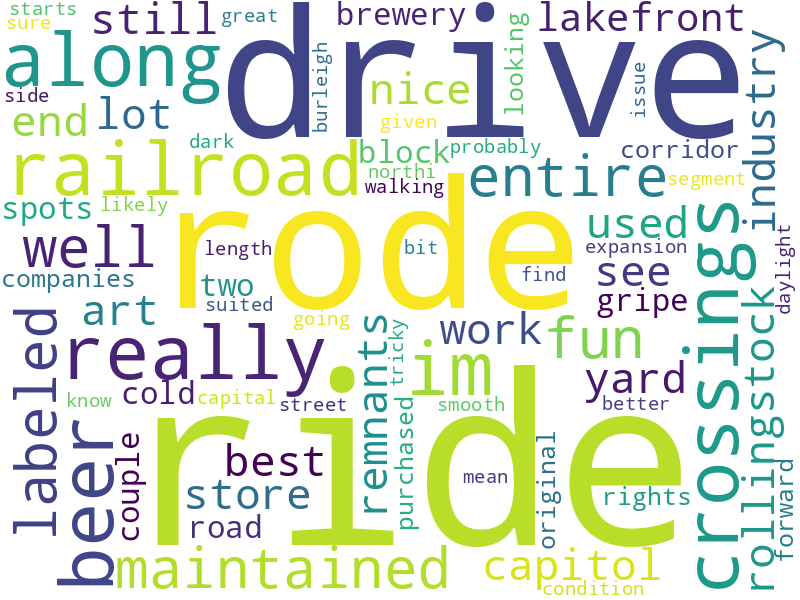 starts
sure
still
great
brewery
lakefront
drive
along
looking
issue
industry
side
end
lot
burleigh
nice
given
dark
railroad
block
probably
corridor
northi
walking
entire
segment
spots
likely
rode
used
crossings
daylight
well
length
bit
expansion
see
find
companies
two
gripe
art
suited
going
work
fun
labeled
really
remnants
tricky
im
yard
rollingstock
know
cold
capital
street
smooth
better
beer
couple
ride
best
purchased
original
mean
store
rights
road
forward
maintained
capitol
condition